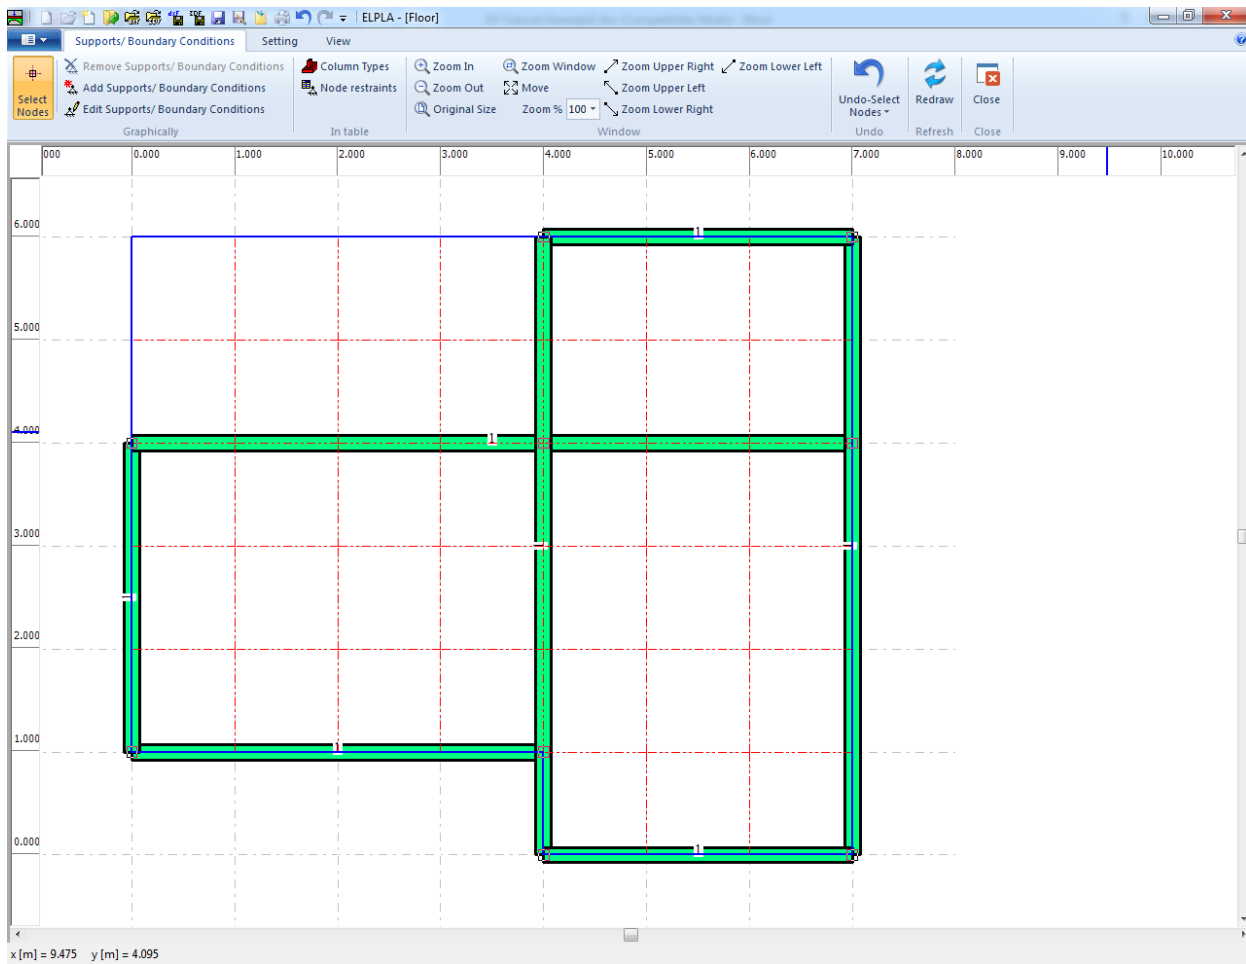 ELPLA - [Floor]
Supports/ Boundary Conditions Setting View
Remove Supports/ Boundary Conditions Column Types Zoom In Zoom Window Zoom Upper Right Zoom Lower Left
Add Supports/ Boundary Conditions Node restraints Zoom Out Move Zoom Upper Left
Edit Supports/ Boundary Conditions Original Size Zoom % 100 Zoom Lower Right
Select
Nodes
Undo-Select
Nodes
Redraw
Close
Graphically In table Window Undo Refresh Close
000 0.000 1.000 2.000 3.000 4.000 5.000 6.000 7.000 8.000 9.000 10.000
6.000
1
5.000
4.000
1
3.000
1
1
1
2.000
1.000
1
0.000
1
x [m] = 9.475 y [m] = 4.095